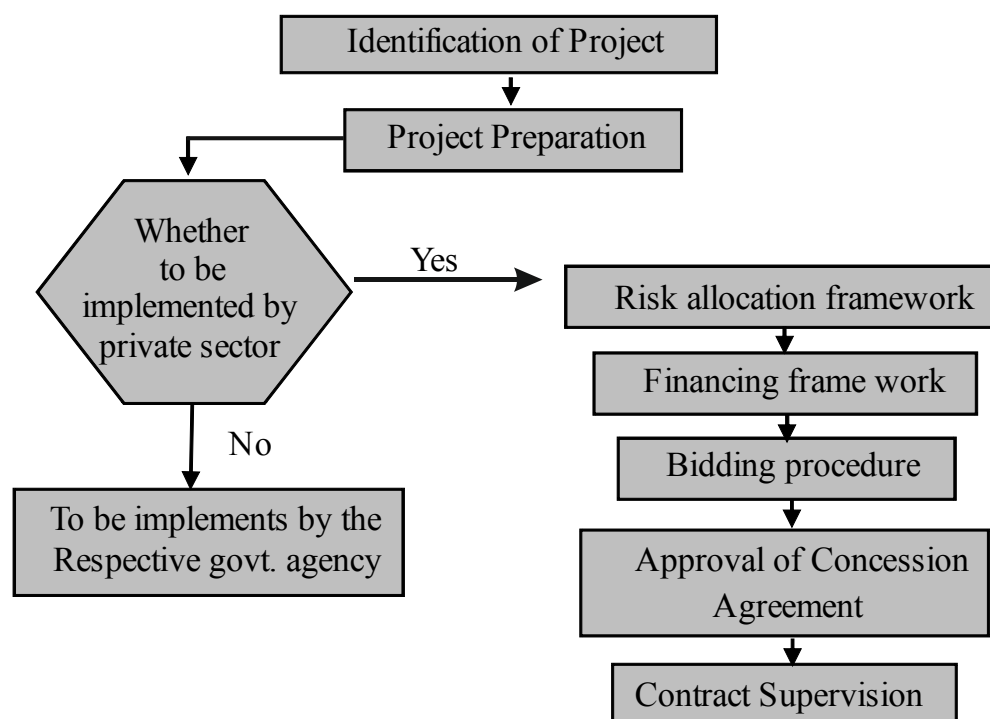 Identification of Project
Project Preparation
Whether
to be
implemented by
private sector
Yes
No
To be implements by the
Respective govt. agency
Risk allocation framework
Financing frame work
Bidding procedure
Approval of Concession
Agreement
Contract Supervision